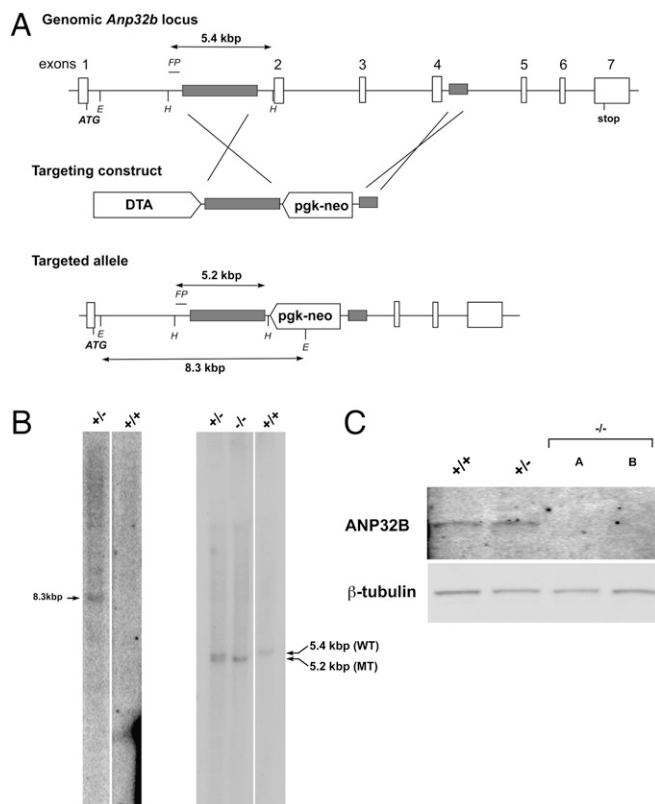 A
Genomic Anp32b locus
5.4 kbp
exons 1 2 3 4 5 6 7
FP
ATG E H H stop
Targeting construct
DTA pgk-neo
Targeted allele
5.2 kbp
FP
pgk-neo
ATG E H H E
8.3 kbp
B
+/- +/+
8.3kbp
+/- -/- +/+
5.4 kbp (WT)
5.2 kbp (MT)
C
-/-
+/+ +/- A B
ANP32B
β-tubulin